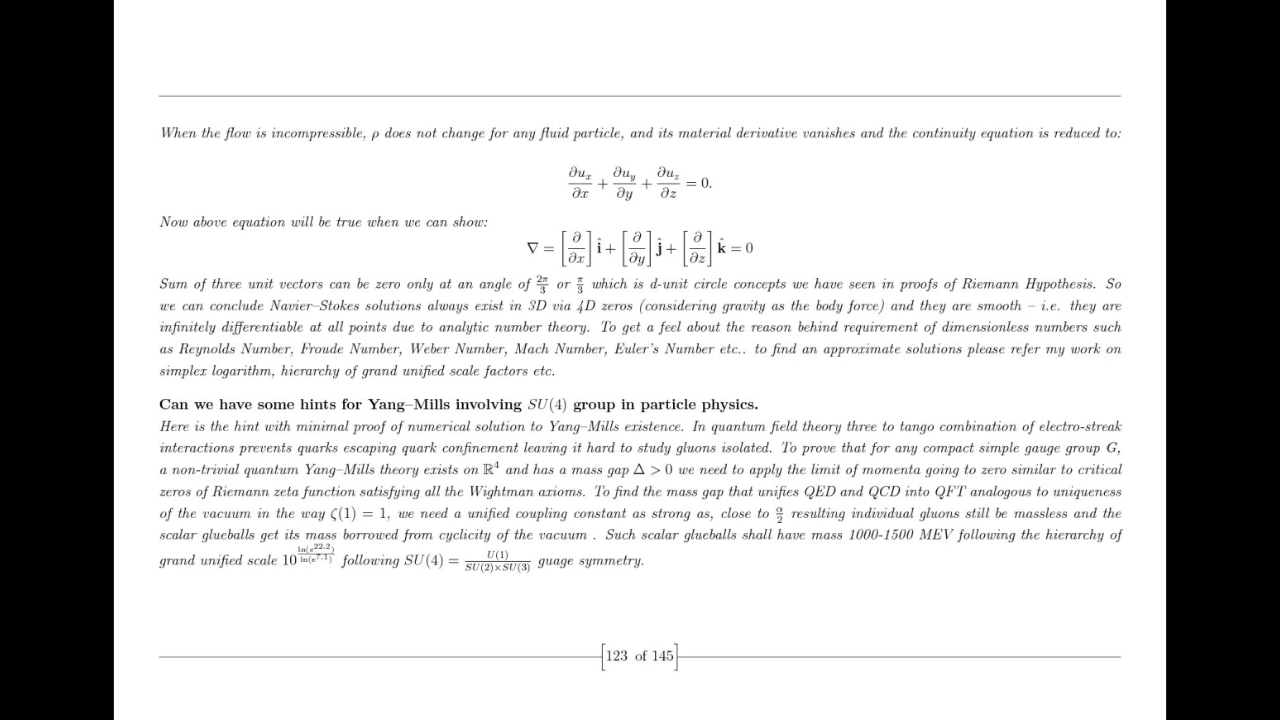 When the flow is incompressible, ρ does not change for any fluid particle, and its material derivative vanishes and the continuity equation is reduced to:
∂uₓ/∂x + ∂u_y/∂y + ∂u_z/∂z = 0.
Now above equation will be true when we can show:
∇ = [∂/∂x] î + [∂/∂y] ĵ + [∂/∂z] k̂ = 0
Sum of three unit vectors can be zero only at an angle of 2π/3 or π/3 which is d-unit circle concepts we have seen in proofs of Riemann Hypothesis. So
we can conclude Navier–Stokes solutions always exist in 3D via 4D zeros (considering gravity as the body force) and they are smooth – i.e. they are
infinitely differentiable at all points due to analytic number theory. To get a feel about the reason behind requirement of dimensionless numbers such
as Reynolds Number, Froude Number, Weber Number, Mach Number, Euler's Number etc.. to find an approximate solutions please refer my work on
simplex logarithm, hierarchy of grand unified scale factors etc.
Can we have some hints for Yang–Mills involving SU(4) group in particle physics.
Here is the hint with minimal proof of numerical solution to Yang–Mills existence. In quantum field theory three to tango combination of electro-streak
interactions prevents quarks escaping quark confinement leaving it hard to study gluons isolated. To prove that for any compact simple gauge group G,
a non-trivial quantum Yang–Mills theory exists on ℝ⁴ and has a mass gap Δ > 0 we need to apply the limit of momenta going to zero similar to critical
zeros of Riemann zeta function satisfying all the Wightman axioms. To find the mass gap that unifies QED and QCD into QFT analogous to uniqueness
of the vacuum in the way ζ(1) = 1, we need a unified coupling constant as strong as, close to α/2 resulting individual gluons still be massless and the
scalar glueballs get its mass borrowed from cyclicity of the vacuum . Such scalar glueballs shall have mass 1000-1500 MEV following the hierarchy of
grand unified scale 10^(ln(e^22.2)/ln(e^7.1)) following SU(4) = U(1)/SU(2)×SU(3) guage symmetry.
[123 of 145]